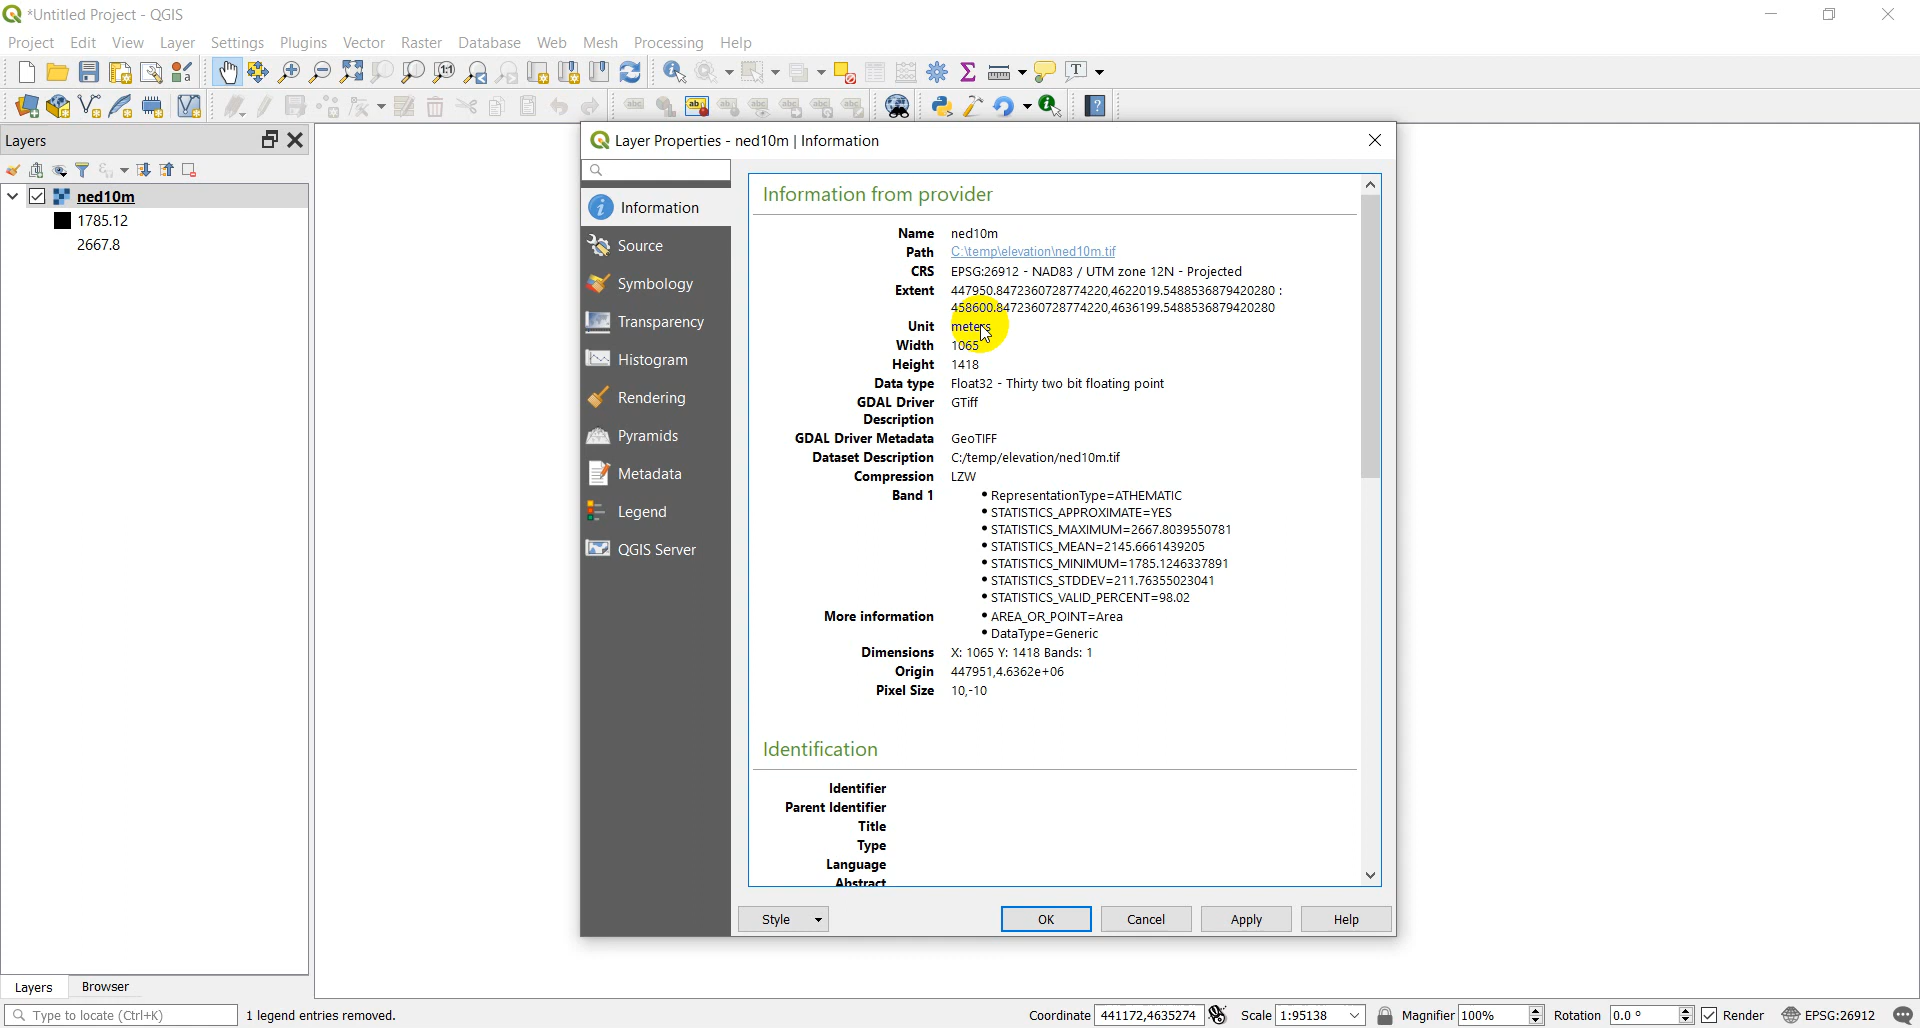 *Untitled Project - QGIS
Project Edit View Layer Settings Plugins Vector Raster Database Web Mesh Processing Help
Layers
ned10m
1785.12
2667.8
Layers Browser
Layer Properties - ned10m | Information
Information
Source
Symbology
Transparency
Histogram
Rendering
Pyramids
Metadata
Legend
QGIS Server
Information from provider
Name ned10m
Path C:\temp\elevation\ned10m.tif
CRS EPSG:26912 - NAD83 / UTM zone 12N - Projected
Extent 447950.8472360728774220,4622019.5488536879420280 :
458600.8472360728774220,4636199.5488536879420280
Unit meters
Width 1065
Height 1418
Data type Float32 - Thirty two bit floating point
GDAL Driver GTiff
Description
GDAL Driver Metadata GeoTIFF
Dataset Description C:/temp/elevation/ned10m.tif
Compression LZW
Band 1 • RepresentationType=ATHEMATIC
• STATISTICS_APPROXIMATE=YES
• STATISTICS_MAXIMUM=2667.8039550781
• STATISTICS_MEAN=2145.6661439205
• STATISTICS_MINIMUM=1785.1246337891
• STATISTICS_STDDEV=211.76355023041
• STATISTICS_VALID_PERCENT=98.02
More information • AREA_OR_POINT=Area
• DataType=Generic
Dimensions X: 1065 Y: 1418 Bands: 1
Origin 447951,4.6362e+06
Pixel Size 10,-10
Identification
Identifier
Parent Identifier
Title
Type
Language
Abstract
Style OK Cancel Apply Help
Type to locate (Ctrl+K) 1 legend entries removed. Coordinate 441172,4635274 Scale 1:95138 Magnifier 100% Rotation 0.0 ° Render EPSG:26912